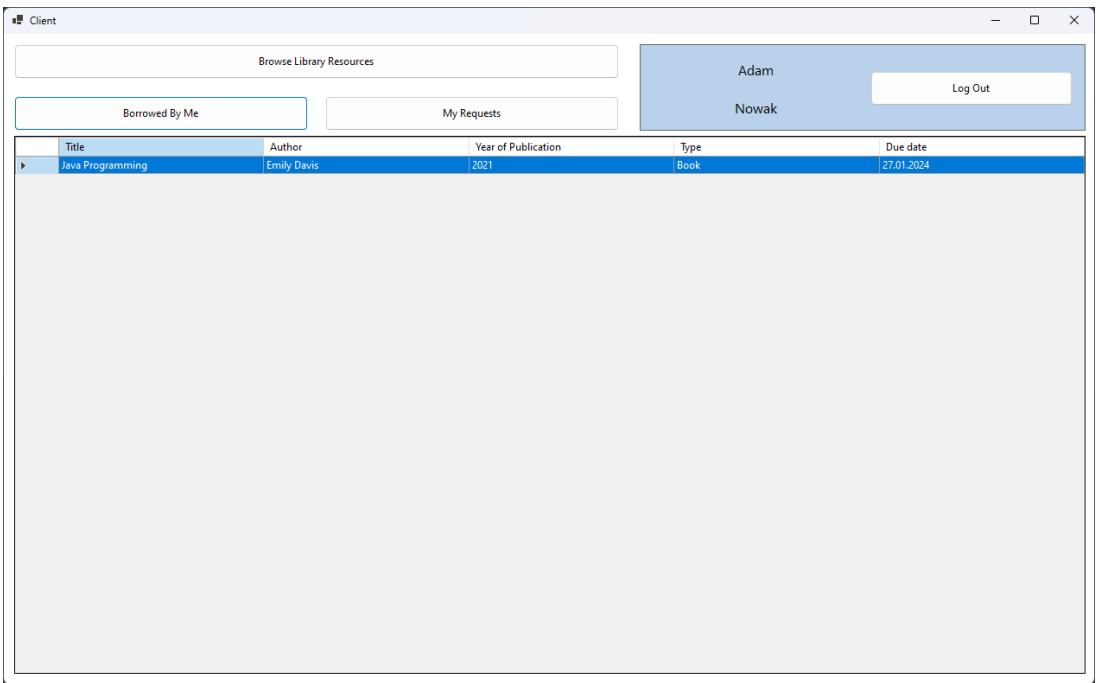 Client
Browse Library Resources
Adam
Log Out
Nowak
Borrowed By Me
My Requests
Title Author Year of Publication Type Due date
Java Programming Emily Davis 2021 Book 27.01.2024